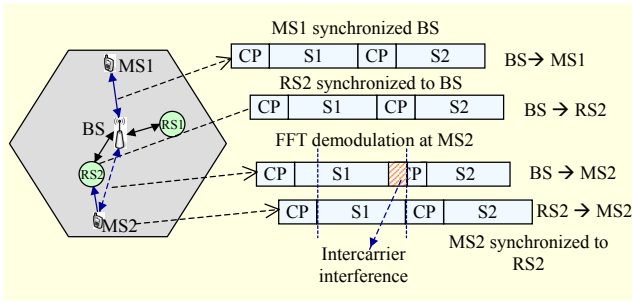 MS1 synchronized BS
MS1
CP S1 CP S2 BS→ MS1
RS2 synchronized to BS
BS RS1
CP S1 CP S2 BS → RS2
FFT demodulation at MS2
RS2
CP S1 CP S2 BS → MS2
MS2
CP S1 CP S2 RS2 → MS2
MS2 synchronized to
RS2
Intercarrier
interference